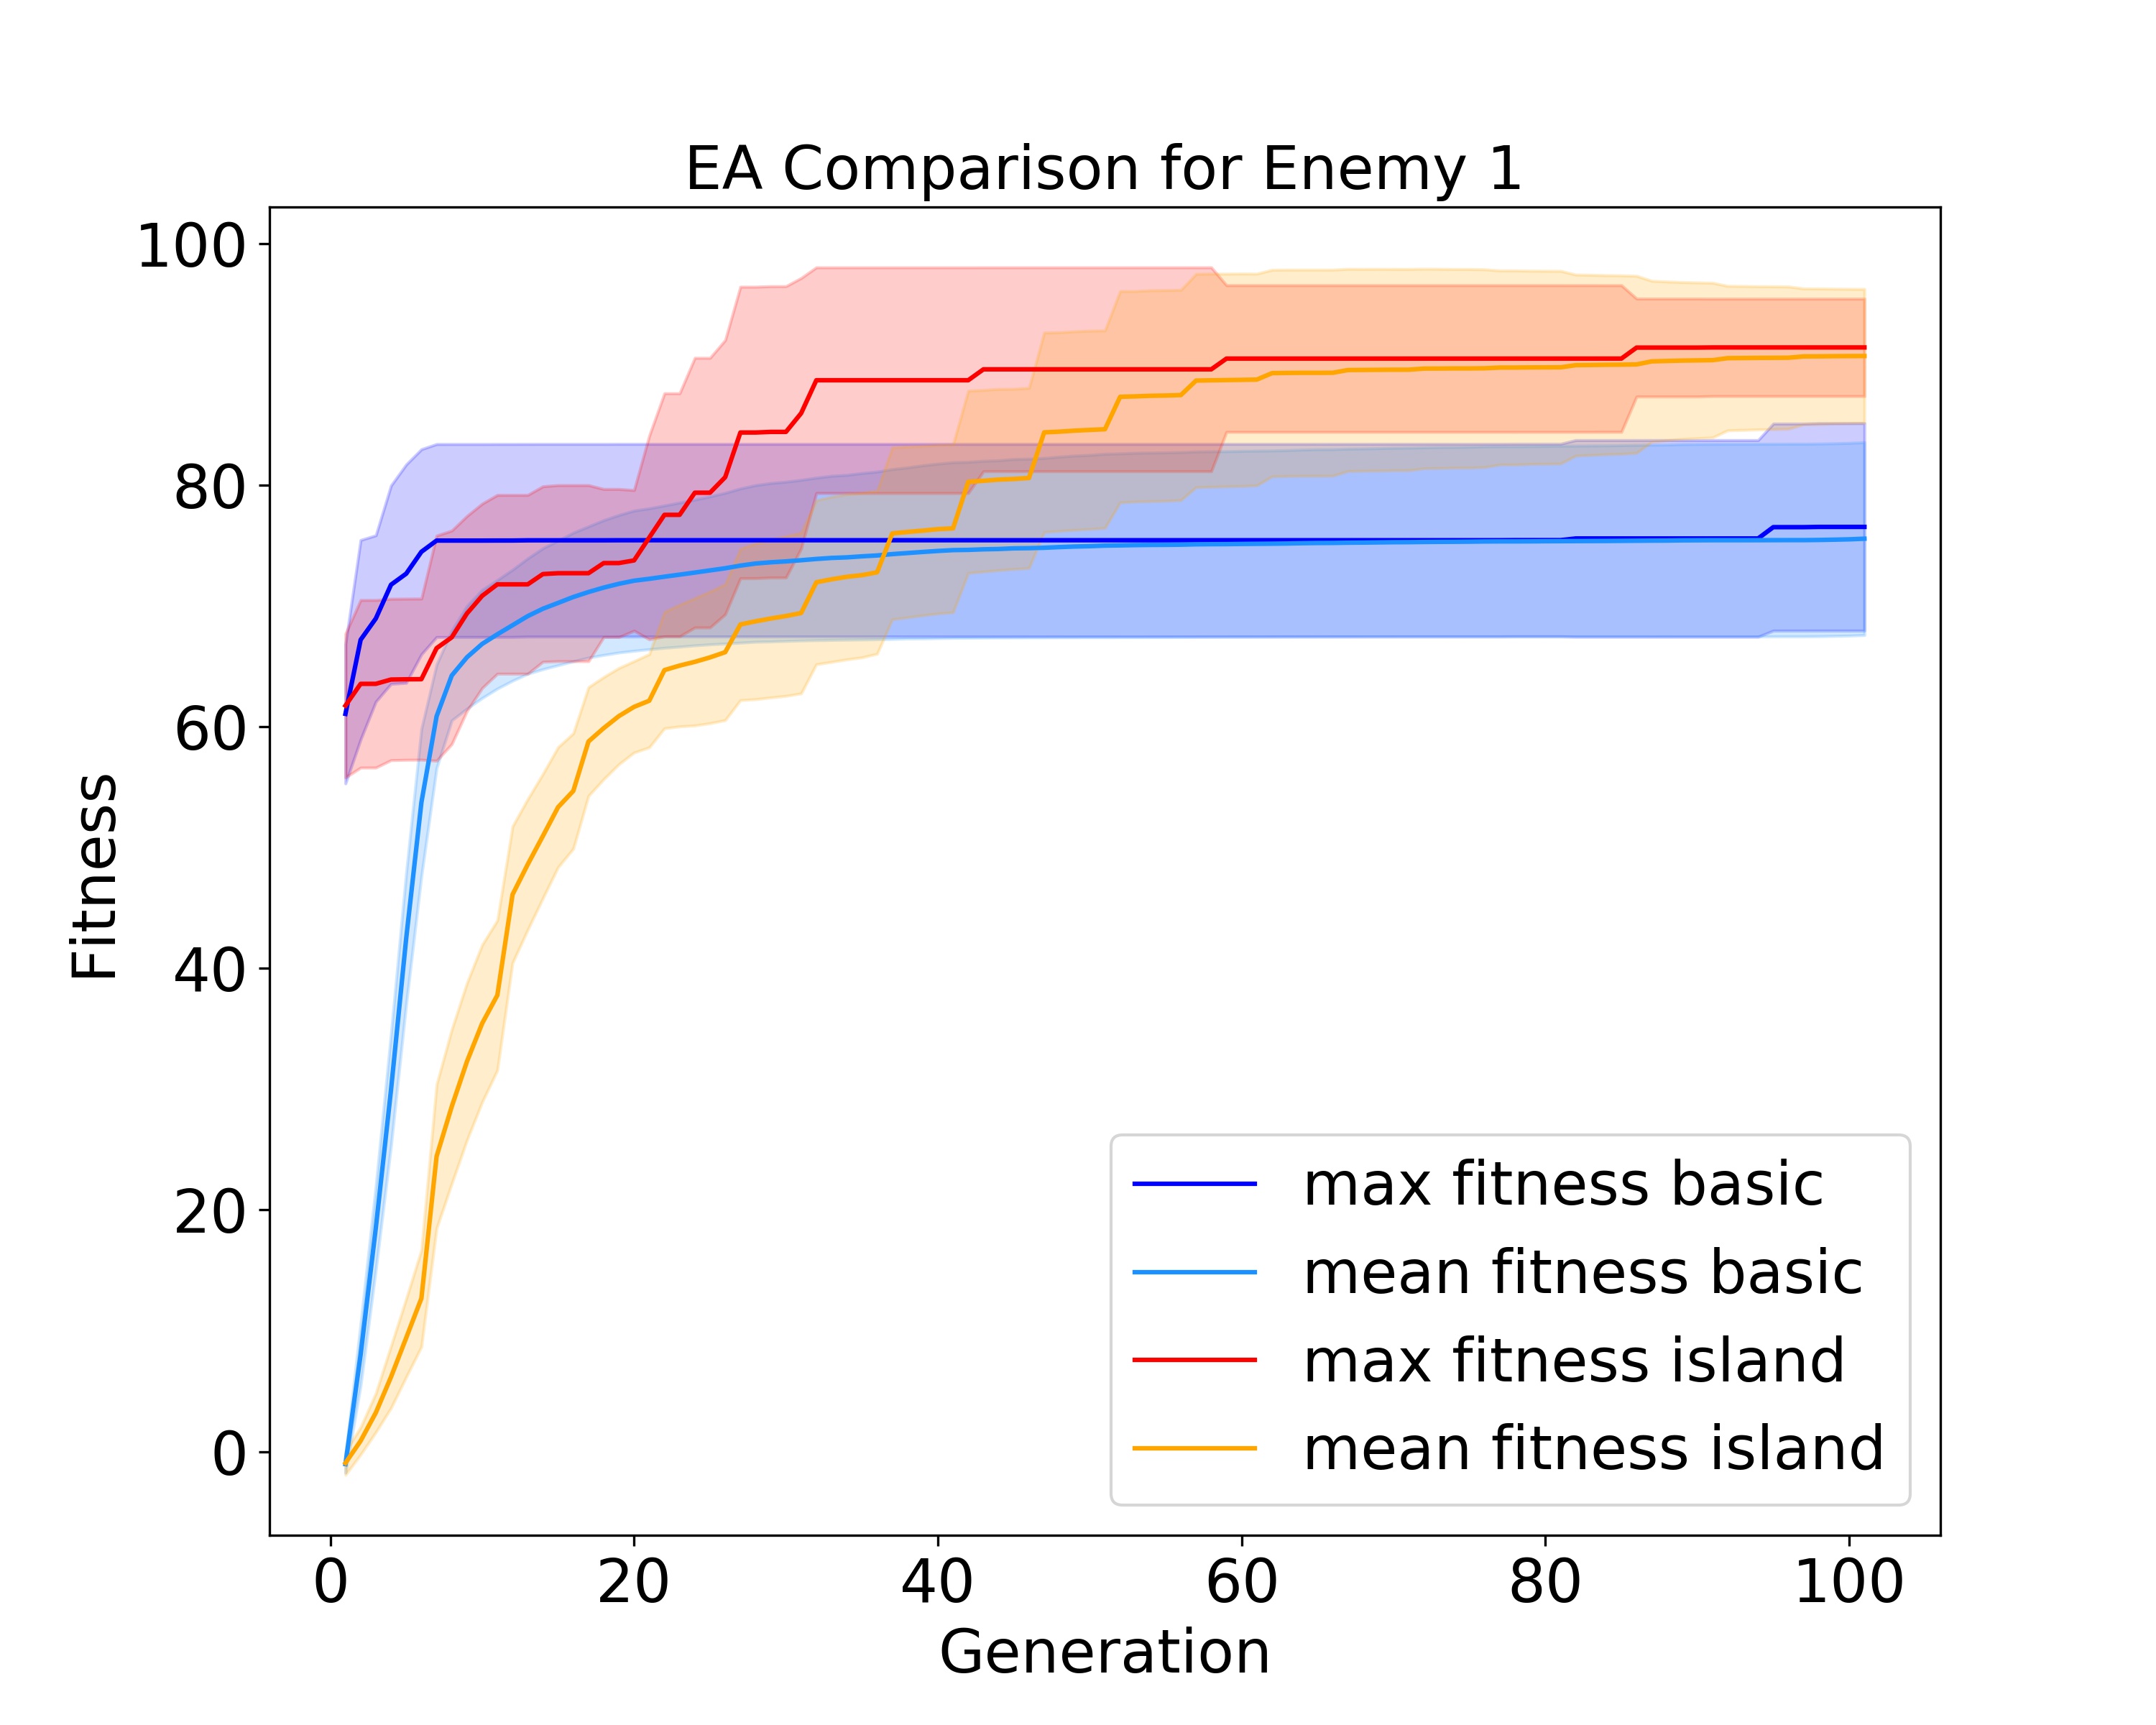 EA Comparison for Enemy 1
100
80
60
40
20
0
Fitness
0 20 40 60 80 100
Generation
max fitness basic
mean fitness basic
max fitness island
mean fitness island